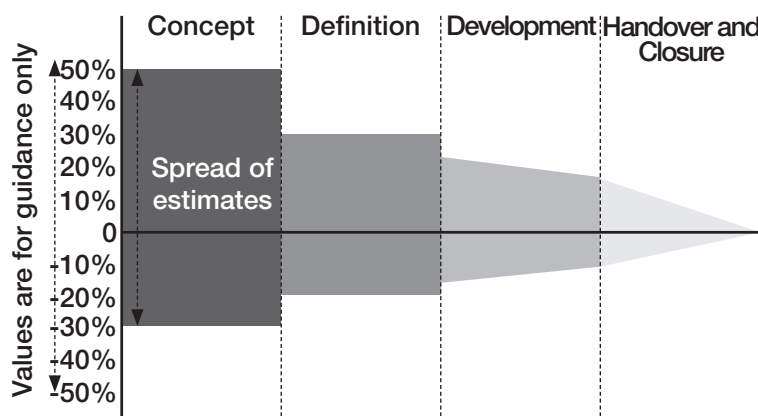 Concept
Definition
Development
Handover and
Closure
Values are for guidance only
50%
40%
30%
20%
10%
0
-10%
-20%
-30%
-40%
-50%
Spread of
estimates